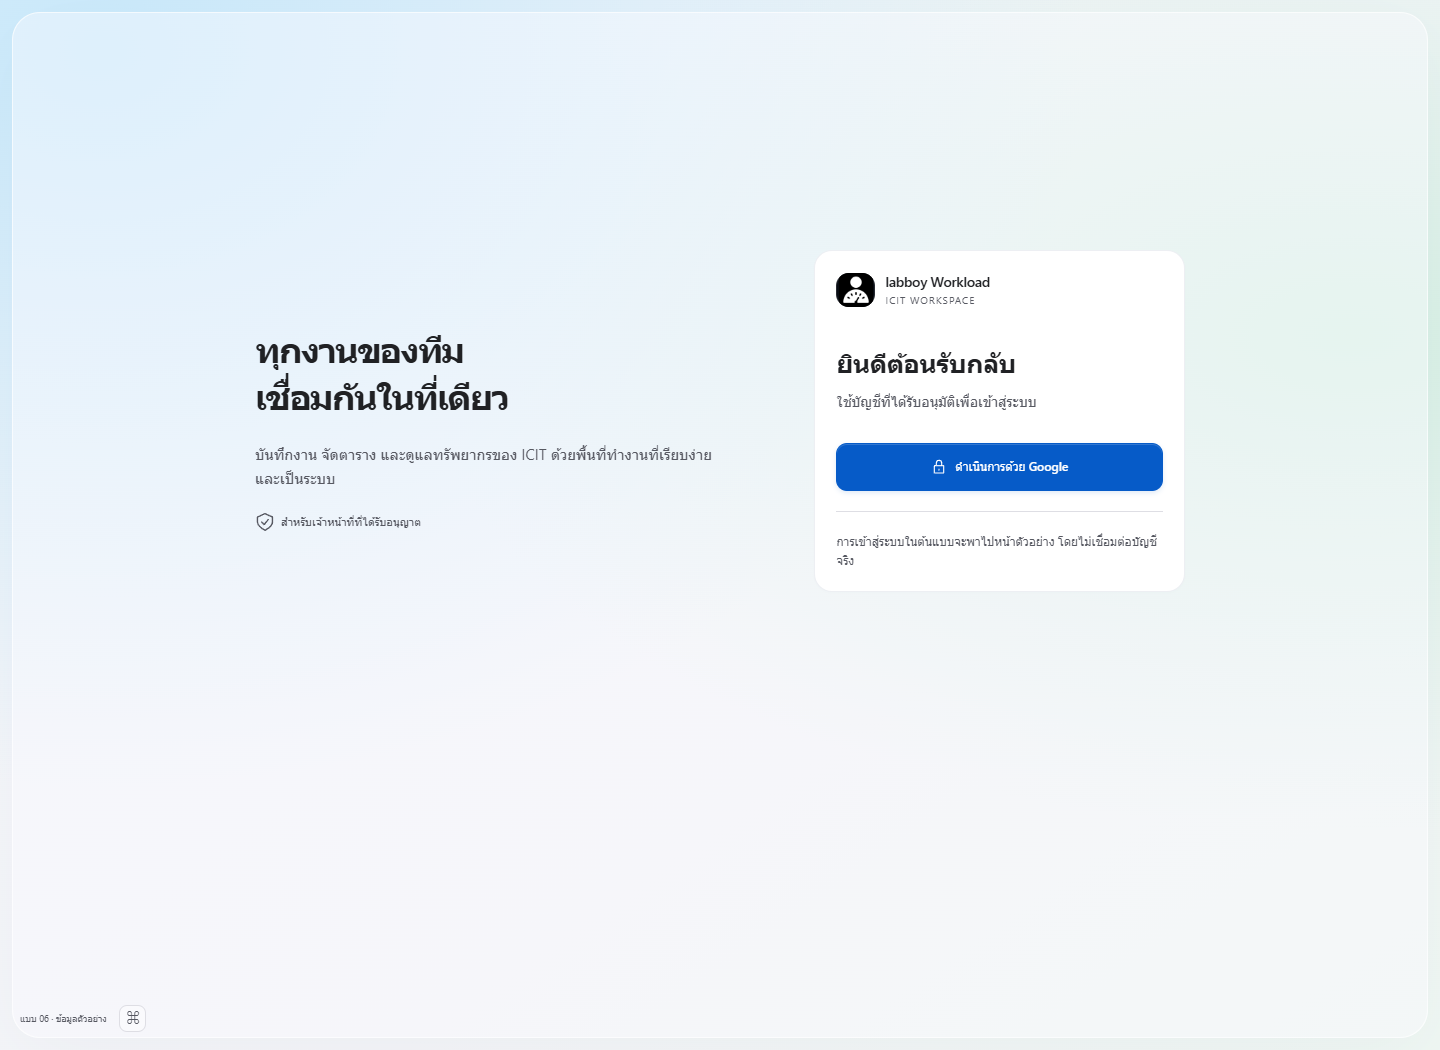 ทุกงานของทีม
เชื่อมกันในที่เดียว
บันทึกงาน จัดตาราง และดูแลทรัพยากรของ ICIT ด้วยพื้นที่ทำงานที่เรียบง่าย
และเป็นระบบ
สำหรับเจ้าหน้าที่ที่ได้รับอนุญาต
labboy Workload
ICIT WORKSPACE
ยินดีต้อนรับกลับ
ใช้บัญชีที่ได้รับอนุมัติเพื่อเข้าสู่ระบบ
ดำเนินการด้วย Google
การเข้าสู่ระบบในต้นแบบจะพาไปหน้าตัวอย่าง โดยไม่เชื่อมต่อบัญชี
จริง
แบบ 06 · ข้อมูลตัวอย่าง